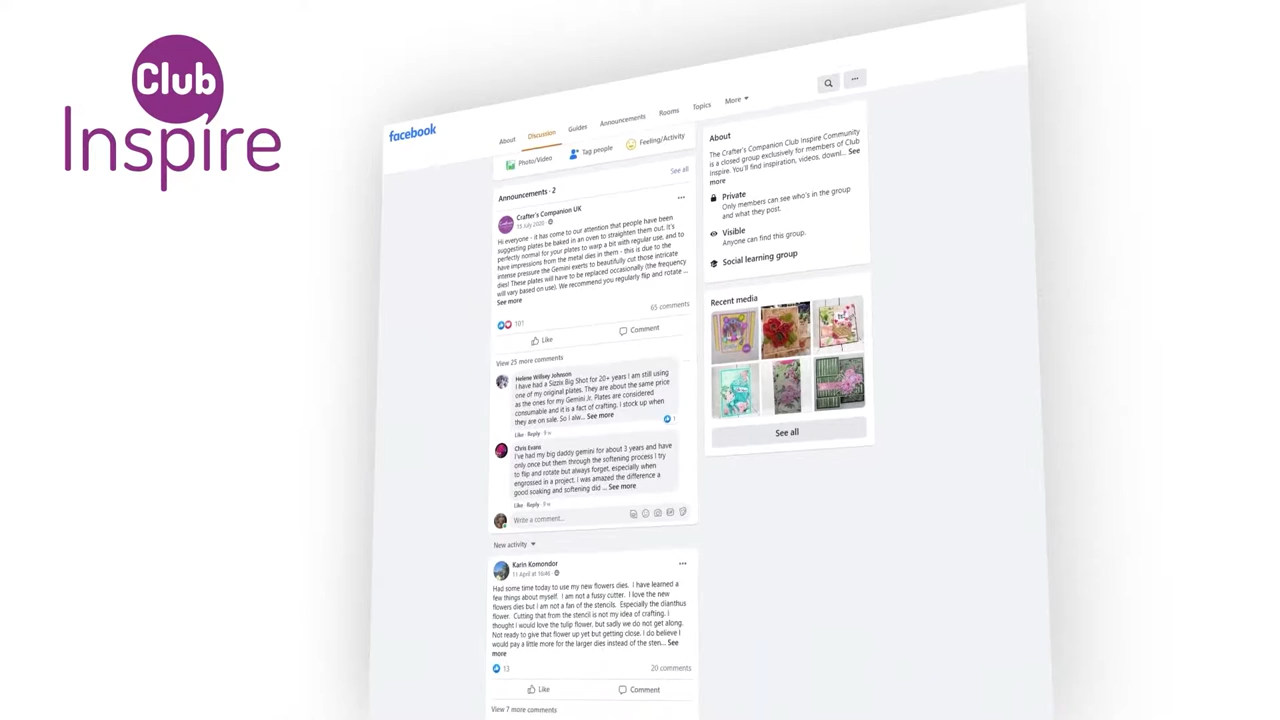 Club
Inspire
facebook
About Discussion Guides Announcements Rooms Topics More
Photo/Video Tag people Feeling/Activity
Announcements · 2 See all
Crafter's Companion UK
15 July 2020
Hi everyone - it has come to our attention that people have been
suggesting plates be baked in an oven to straighten them out. It's
perfectly normal for your plates to warp a bit with regular use, and to
have impressions from the metal dies in them - this is due to the
intense pressure the Gemini exerts to beautifully cut those intricate
dies! These plates will have to be replaced occasionally (the frequency
will vary based on use). We recommend you regularly flip and rotate ...
See more
101 65 comments
Like Comment
View 25 more comments
Helene Willsey Johnson
I have had a Sizzix Big Shot for 20+ years I am still using
one of my original plates. They are about the same price
as the ones for my Gemini Jr. Plates are considered
consumable and it is a fact of crafting. I stock up when
they are on sale. So I alw... See more
1
Like · Reply · 9 w
Chris Evans
I've had my big daddy gemini for about 3 years and have
only once but them through the softening process I try
to flip and rotate but always forget, especially when
engrossed in a project. I was amazed the difference a
good soaking and softening did ... See more
Like · Reply · 9 w
Write a comment...
New activity
Karin Komondor
11 April at 16:46
Had some time today to use my new flowers dies. I have learned a
few things about myself. I am not a fussy cutter. I love the new
flowers dies but I am not a fan of the stencils. Especially the dianthus
flower. Cutting that from the stencil is not my idea of crafting. I
thought I would love the tulip flower, but sadly we do not get along.
Not ready to give that flower up yet but getting close. I do believe I
would pay a little more for the larger dies instead of the sten... See
more
13 20 comments
Like Comment
View 7 more comments
About
The Crafter's Companion Club Inspire Community
is a closed group exclusively for members of Club
Inspire. You'll find inspiration, videos, downl... See
more
Private
Only members can see who's in the group
and what they post.
Visible
Anyone can find this group.
Social learning group
Recent media
See all